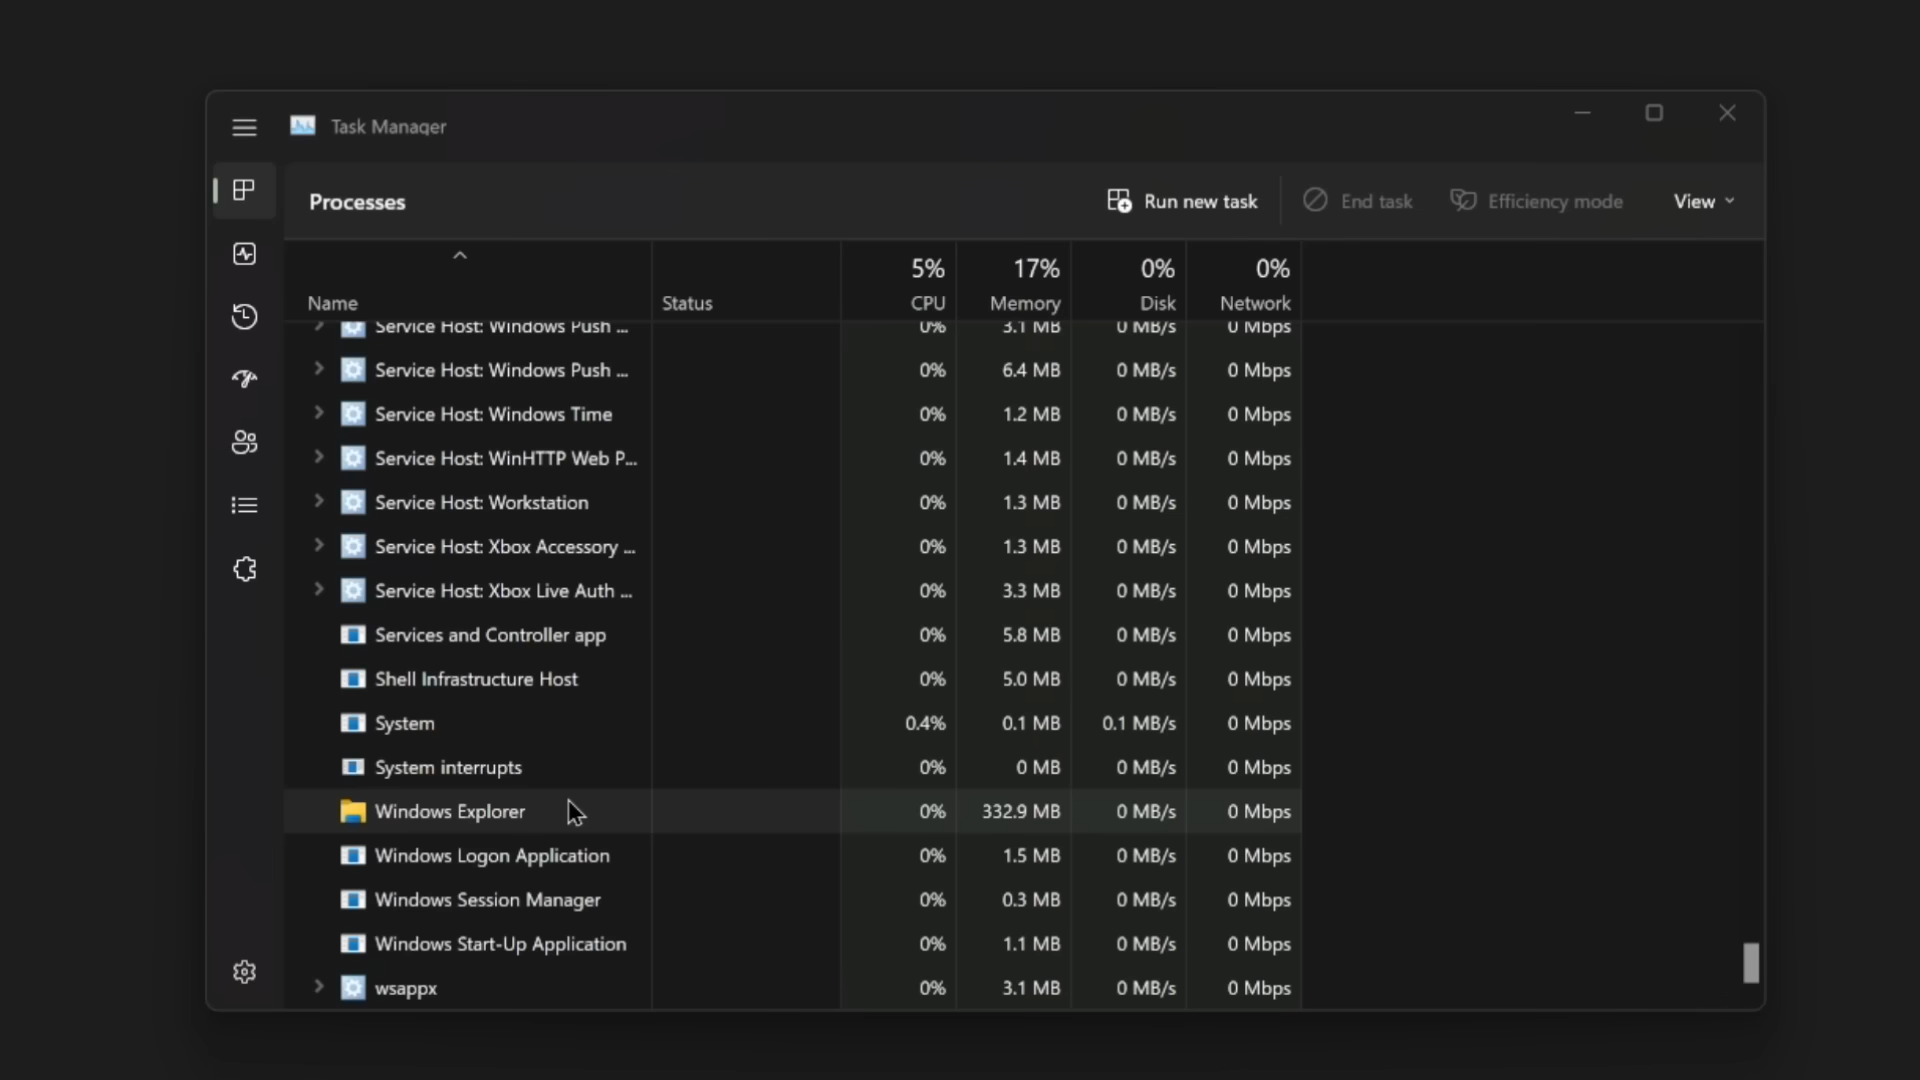 Task Manager
Processes
Run new task
End task
Efficiency mode
View
5% 17% 0% 0%
Name Status CPU Memory Disk Network
Service Host: Windows Push ... 0% 3.1 MB 0 MB/s 0 Mbps
Service Host: Windows Push ... 0% 6.4 MB 0 MB/s 0 Mbps
Service Host: Windows Time 0% 1.2 MB 0 MB/s 0 Mbps
Service Host: WinHTTP Web P... 0% 1.4 MB 0 MB/s 0 Mbps
Service Host: Workstation 0% 1.3 MB 0 MB/s 0 Mbps
Service Host: Xbox Accessory ... 0% 1.3 MB 0 MB/s 0 Mbps
Service Host: Xbox Live Auth ... 0% 3.3 MB 0 MB/s 0 Mbps
Services and Controller app 0% 5.8 MB 0 MB/s 0 Mbps
Shell Infrastructure Host 0% 5.0 MB 0 MB/s 0 Mbps
System 0.4% 0.1 MB 0.1 MB/s 0 Mbps
System interrupts 0% 0 MB 0 MB/s 0 Mbps
Windows Explorer 0% 332.9 MB 0 MB/s 0 Mbps
Windows Logon Application 0% 1.5 MB 0 MB/s 0 Mbps
Windows Session Manager 0% 0.3 MB 0 MB/s 0 Mbps
Windows Start-Up Application 0% 1.1 MB 0 MB/s 0 Mbps
wsappx 0% 3.1 MB 0 MB/s 0 Mbps